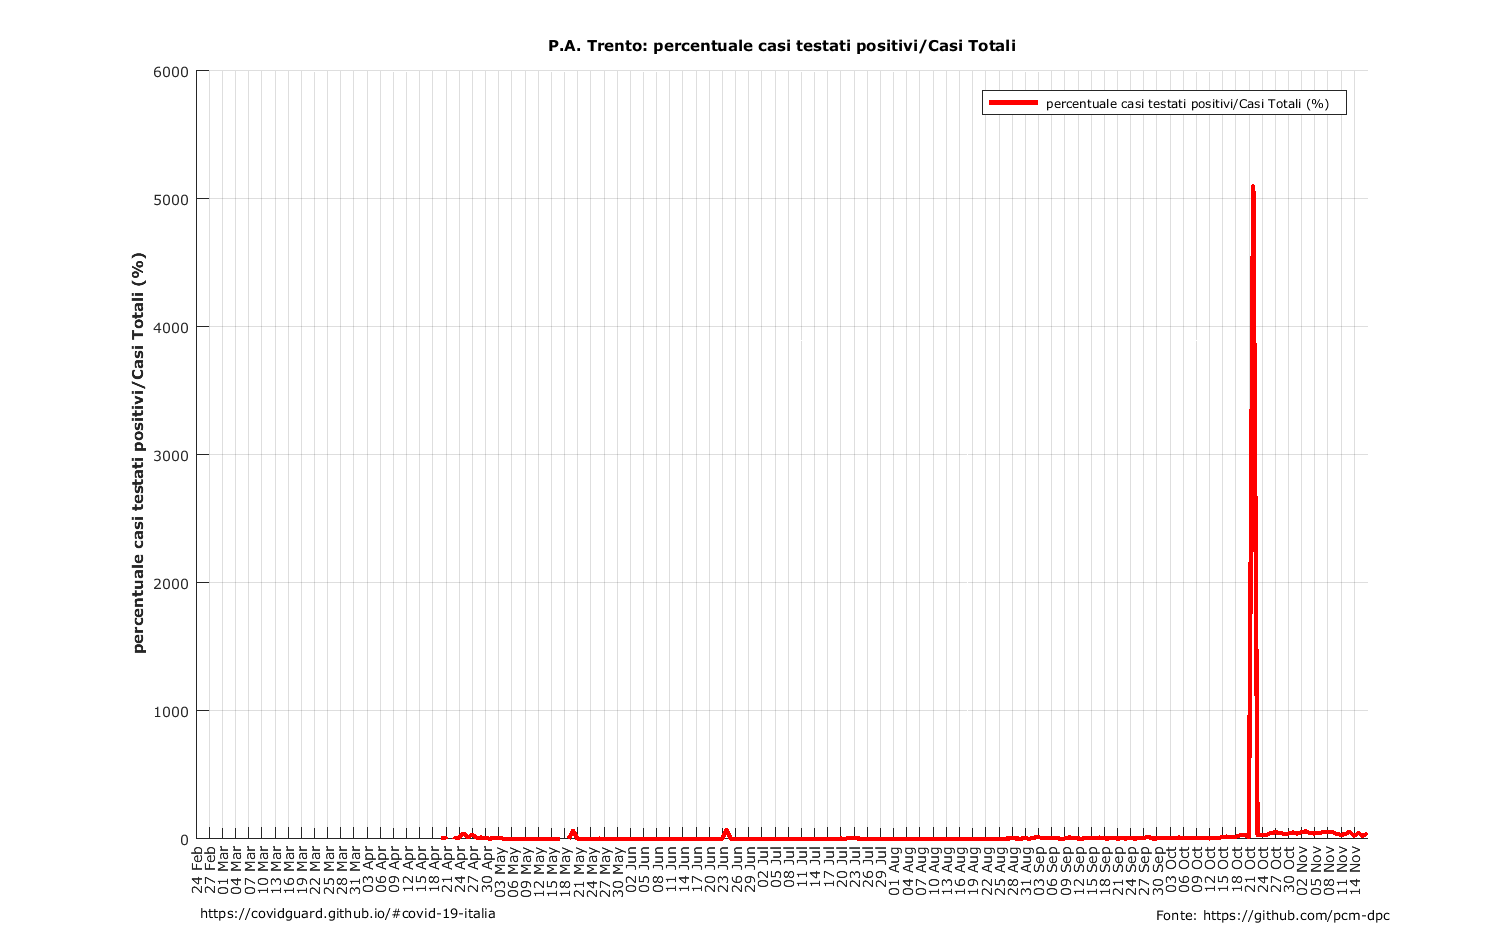 P.A. Trento: percentuale casi testati positivi/Casi Totali
percentuale casi testati positivi/Casi Totali (%)
percentuale casi testati positivi/Casi Totali (%)
6000
5000
4000
3000
2000
1000
0
24 Feb
27 Feb
01 Mar
04 Mar
07 Mar
10 Mar
13 Mar
16 Mar
19 Mar
22 Mar
25 Mar
28 Mar
31 Mar
03 Apr
06 Apr
09 Apr
12 Apr
15 Apr
18 Apr
21 Apr
24 Apr
27 Apr
30 Apr
03 May
06 May
09 May
12 May
15 May
18 May
21 May
24 May
27 May
30 May
02 Jun
05 Jun
08 Jun
11 Jun
14 Jun
17 Jun
20 Jun
23 Jun
26 Jun
29 Jun
02 Jul
05 Jul
08 Jul
11 Jul
14 Jul
17 Jul
20 Jul
23 Jul
26 Jul
29 Jul
01 Aug
04 Aug
07 Aug
10 Aug
13 Aug
16 Aug
19 Aug
22 Aug
25 Aug
28 Aug
31 Aug
03 Sep
06 Sep
09 Sep
12 Sep
15 Sep
18 Sep
21 Sep
24 Sep
27 Sep
30 Sep
03 Oct
06 Oct
09 Oct
12 Oct
15 Oct
18 Oct
21 Oct
24 Oct
27 Oct
30 Oct
02 Nov
05 Nov
08 Nov
11 Nov
14 Nov
https://covidguard.github.io/#covid-19-italia
Fonte: https://github.com/pcm-dpc